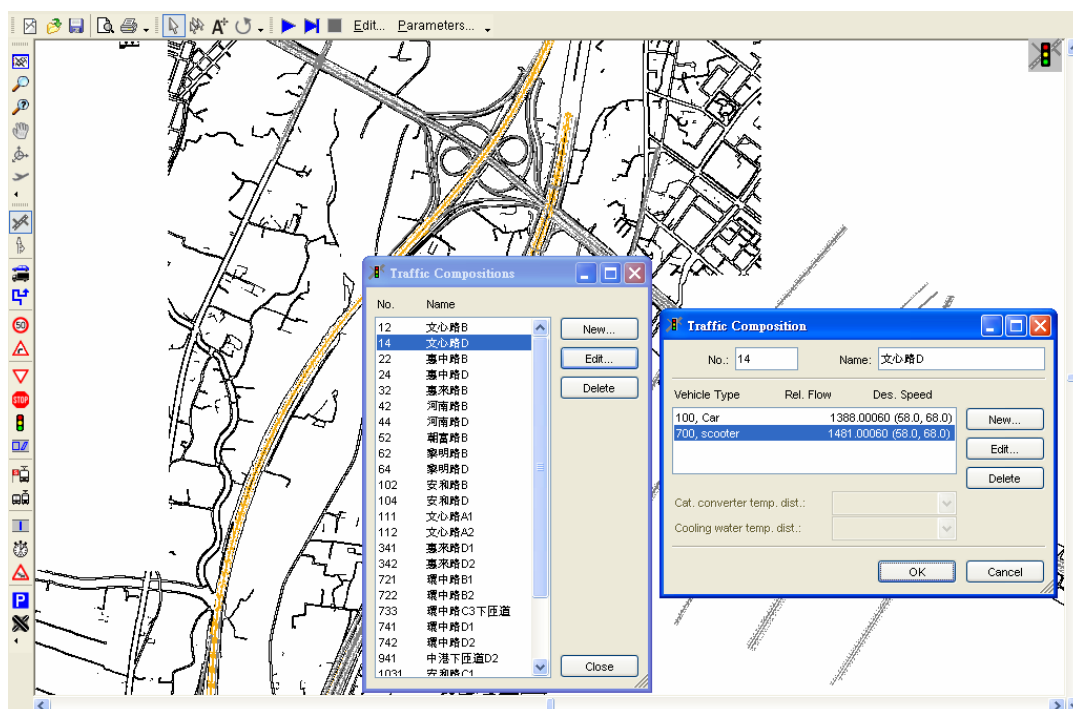 Edit... Parameters...
50
STOP
P
Traffic Compositions
No. Name
12 文心路B
14 文心路D
22 惠中路B
24 惠中路D
32 惠來路B
42 河南路B
44 河南路D
52 朝富路B
62 黎明路B
64 黎明路D
102 安和路B
104 安和路D
111 文心路A1
112 文心路A2
341 惠來路D1
342 惠來路D2
721 環中路B1
722 環中路B2
733 環中路C3下匝道
741 環中路D1
742 環中路D2
941 中港下匝道D2
1031 安和路C1
New...
Edit...
Delete
Close
Traffic Composition
No.: 14 Name: 文心路D
Vehicle Type Rel. Flow Des. Speed
100, Car 1388.00060 (58.0, 68.0)
700, scooter 1481.00060 (58.0, 68.0)
New...
Edit...
Delete
Cat. converter temp. dist.:
Cooling water temp. dist.:
OK Cancel